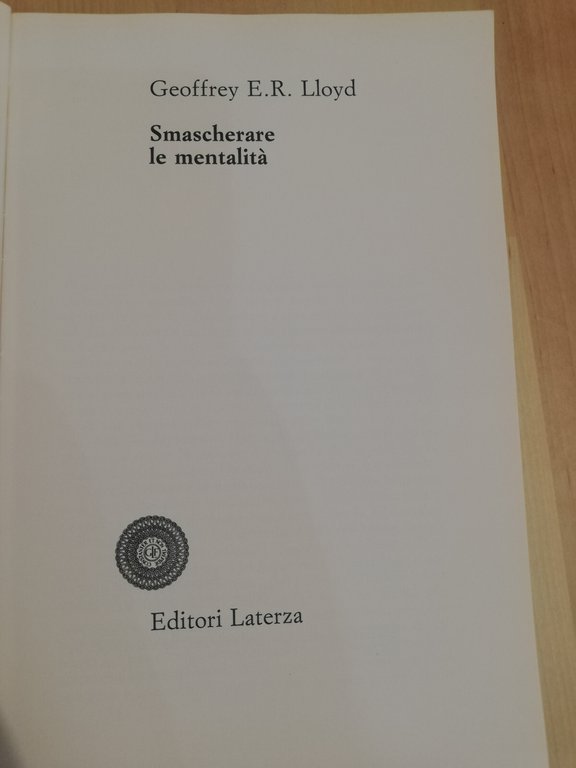 Geoffrey E.R. Lloyd
Smascherare
le mentalità
Editori Laterza